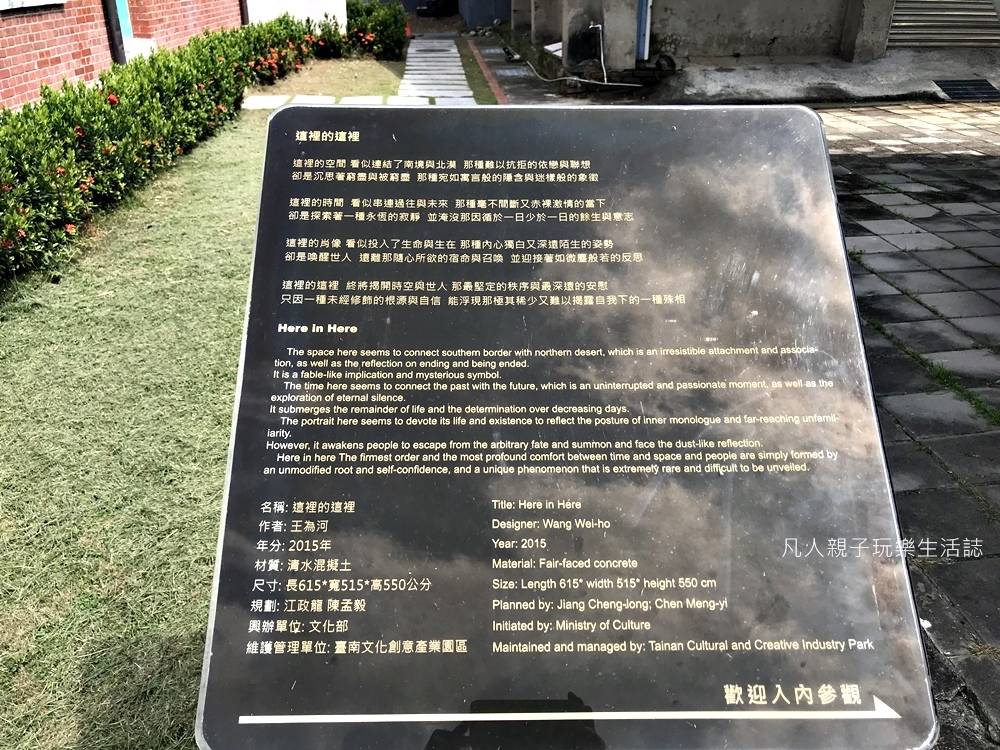 這裡的這裡
這裡的空間 看似連結了南境與北漠 那種難以抗拒的依戀與聯想
卻是沉思著窮盡與被窮盡 那種宛如寓言般的隱含與迷樣般的象徵
這裡的時間 看似串連過往與未來 那種毫不間斷又赤裸激情的當下
卻是探索著一種永恆的寂靜 並淹沒那因循於一日少於一日的餘生與意志
這裡的肖像 看似投入了生命與生在 那種內心獨白又深遠陌生的姿勢
卻是喚醒世人 遠離那隨心所欲的宿命與召喚 並迎接著如微塵般若的反思
這裡的這裡 終將揭開時空與世人 那最堅定的秩序與最深遠的安慰
只因一種未經修飾的根源與自信 能浮現那極其稀少又難以揭露自我下的一種殊相
Here in Here
The space here seems to connect southern border with northern desert, which is an irresistible attachment and associa-
tion, as well as the reflection on ending and being ended.
It is a fable-like implication and mysterious symbol.
The time here seems to connect the past with the future, which is an uninterrupted and passionate moment, as well as the
exploration of eternal silence.
It submerges the remainder of life and the determination over decreasing days.
The portrait here seems to devote its life and existence to reflect the posture of inner monologue and far-reaching unfamil-
iarity.
However, it awakens people to escape from the arbitrary fate and summon and face the dust-like reflection.
Here in here The firmest order and the most profound comfort between time and space and people are simply formed by
an unmodified root and self-confidence, and a unique phenomenon that is extremely rare and difficult to be unveiled.
名稱: 這裡的這裡 Title: Here in Here
作者: 王為河 Designer: Wang Wei-ho
年分: 2015年 Year: 2015
材質: 清水混擬土 Material: Fair-faced concrete
尺寸: 長615*寬515*高550公分 Size: Length 615* width 515* height 550 cm
規劃: 江政龍 陳孟毅 Planned by: Jiang Cheng-long; Chen Meng-yi
興辦單位: 文化部 Initiated by: Ministry of Culture
維護管理單位: 臺南文化創意產業園區 Maintained and managed by: Tainan Cultural and Creative Industry Park
歡迎入內參觀
凡人親子玩樂生活誌